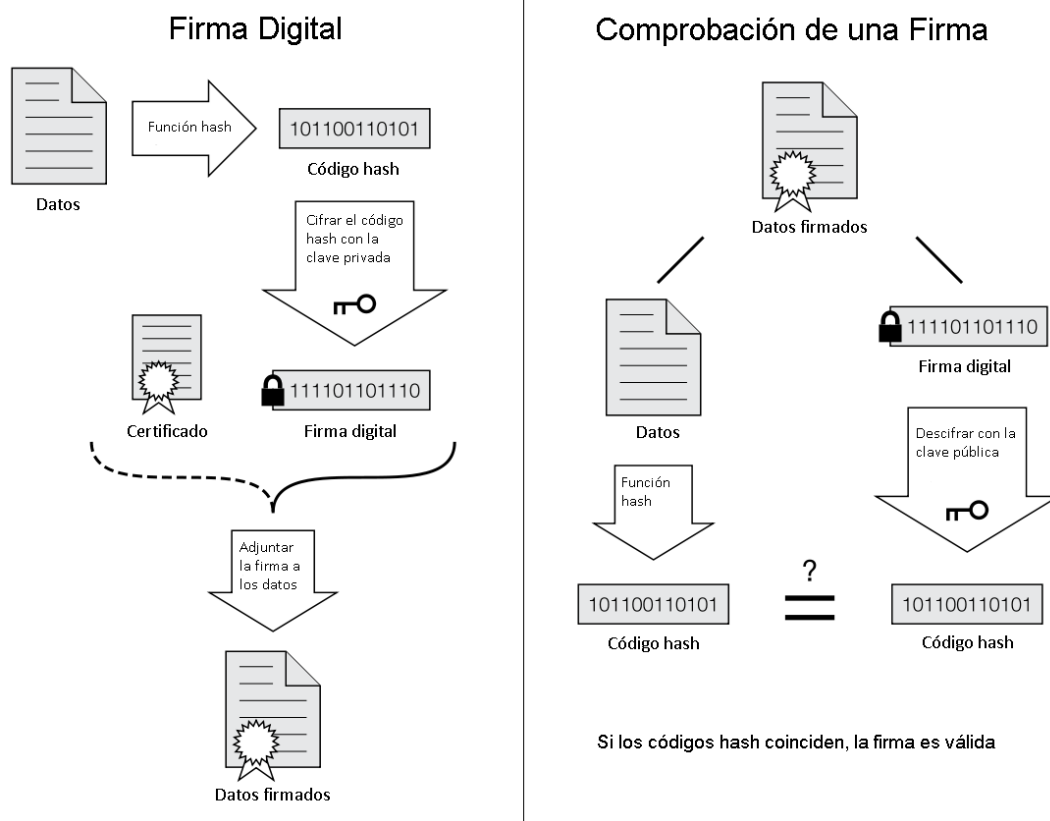 Firma Digital
Función hash
101100110101
Código hash
Datos
Cifrar el código
hash con la
clave privada
111101101110
Certificado
Firma digital
Adjuntar
la firma a
los datos
Datos firmados
Comprobación de una Firma
Datos firmados
111101101110
Firma digital
Datos
Descifrar con la
clave pública
Función
hash
?
101100110101
101100110101
Código hash
Código hash
Si los códigos hash coinciden, la firma es válida